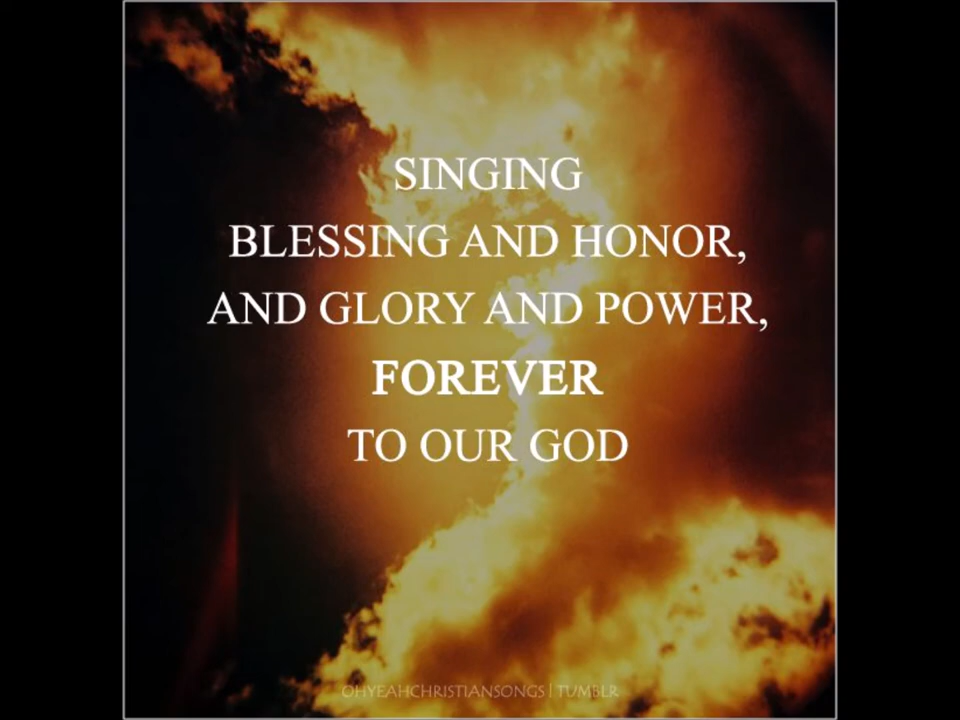 SINGING
BLESSING AND HONOR,
AND GLORY AND POWER,
FOREVER
TO OUR GOD
OHYEAHCHRISTIANSONGS | TUMBLR